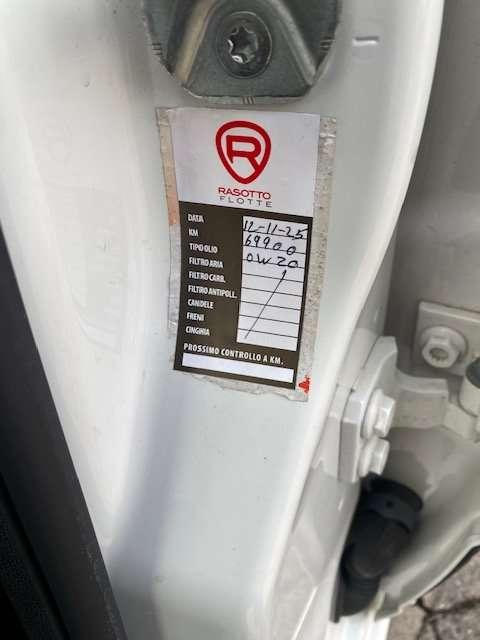 R
RASOTTO
FLOTTE
DATA 12-11-25
KM 69900
TIPO OLIO 0W20
FILTRO ARIA
FILTRO CARB.
FILTRO ANTIPOLL.
CANDELE
FRENI
CINGHIA
PROSSIMO CONTROLLO A KM.